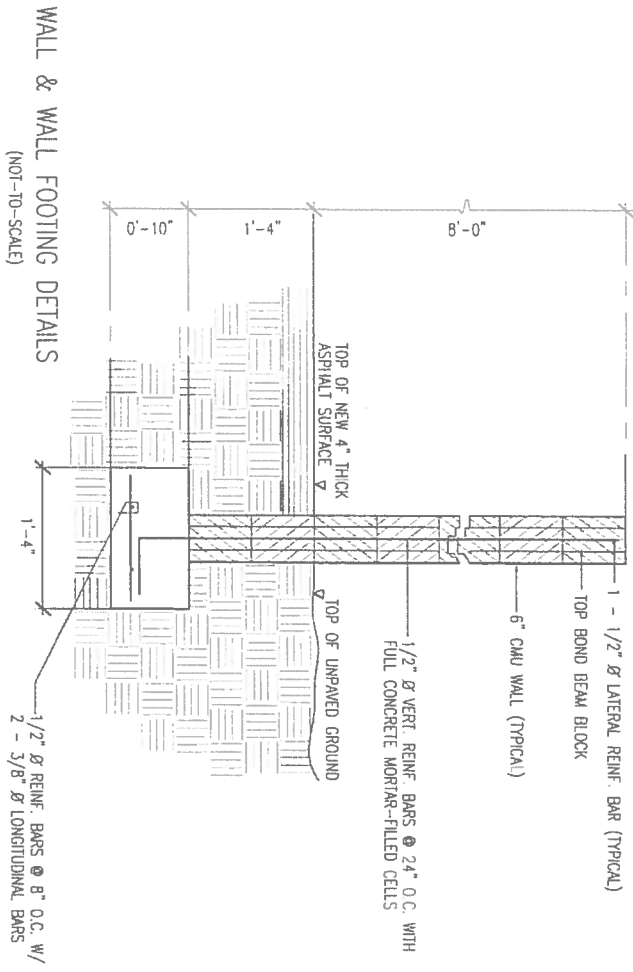 1 - 1/2" Ø LATERAL REINF. BAR (TYPICAL)
TOP BOND BEAM BLOCK
6" CMU WALL (TYPICAL)
8'-0"
1/2" Ø VERT. REINF. BARS @ 24" O.C. WITH
FULL CONCRETE MORTAR-FILLED CELLS
TOP OF NEW 4" THICK
ASPHALT SURFACE
TOP OF UNPAVED GROUND
1'-4"
0'-10"
1'-4"
1/2" Ø REINF. BARS @ 8" O.C. W/
2 - 3/8" Ø LONGITUDINAL BARS
WALL & WALL FOOTING DETAILS
(NOT-TO-SCALE)